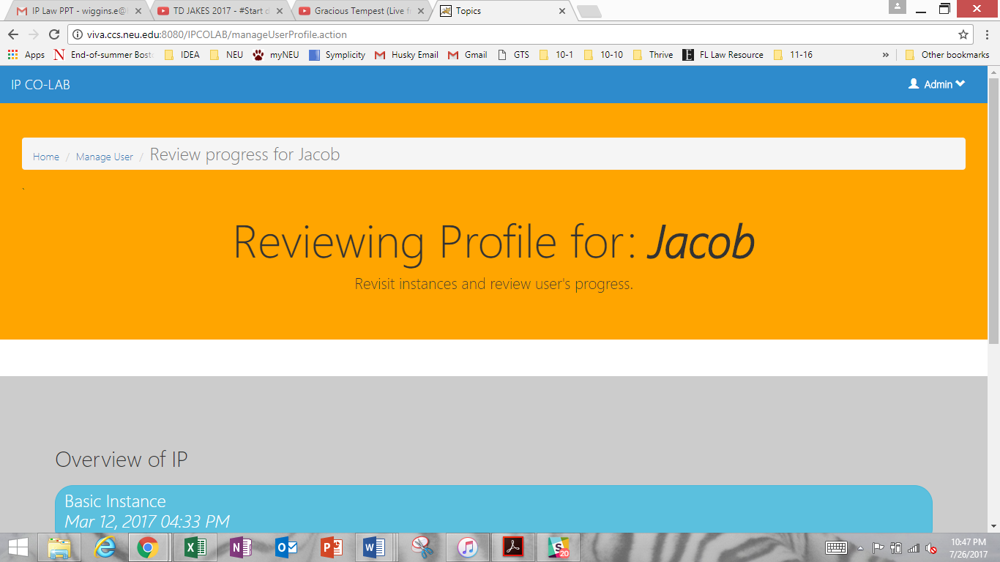 IP Law PPT - wiggins.e@
TD JAKES 2017 - #Start d
Gracious Tempest (Live f
Topics
viva.ccs.neu.edu:8080/IPCOLAB/manageUserProfile.action
Apps
N
End-of-summer Bost
IDEA
NEU
myNEU
Symplicity
Husky Email
Gmail
GTS
10-1
10-10
Thrive
E
FL Law Resource
11-16
»
Other bookmarks
IP CO-LAB
Admin
Home / Manage User / Review progress for Jacob
`
Reviewing Profile for: Jacob
Revisit instances and review user's progress.
Overview of IP
Basic Instance
Mar 12, 2017 04:33 PM
20
10:47 PM
7/26/2017